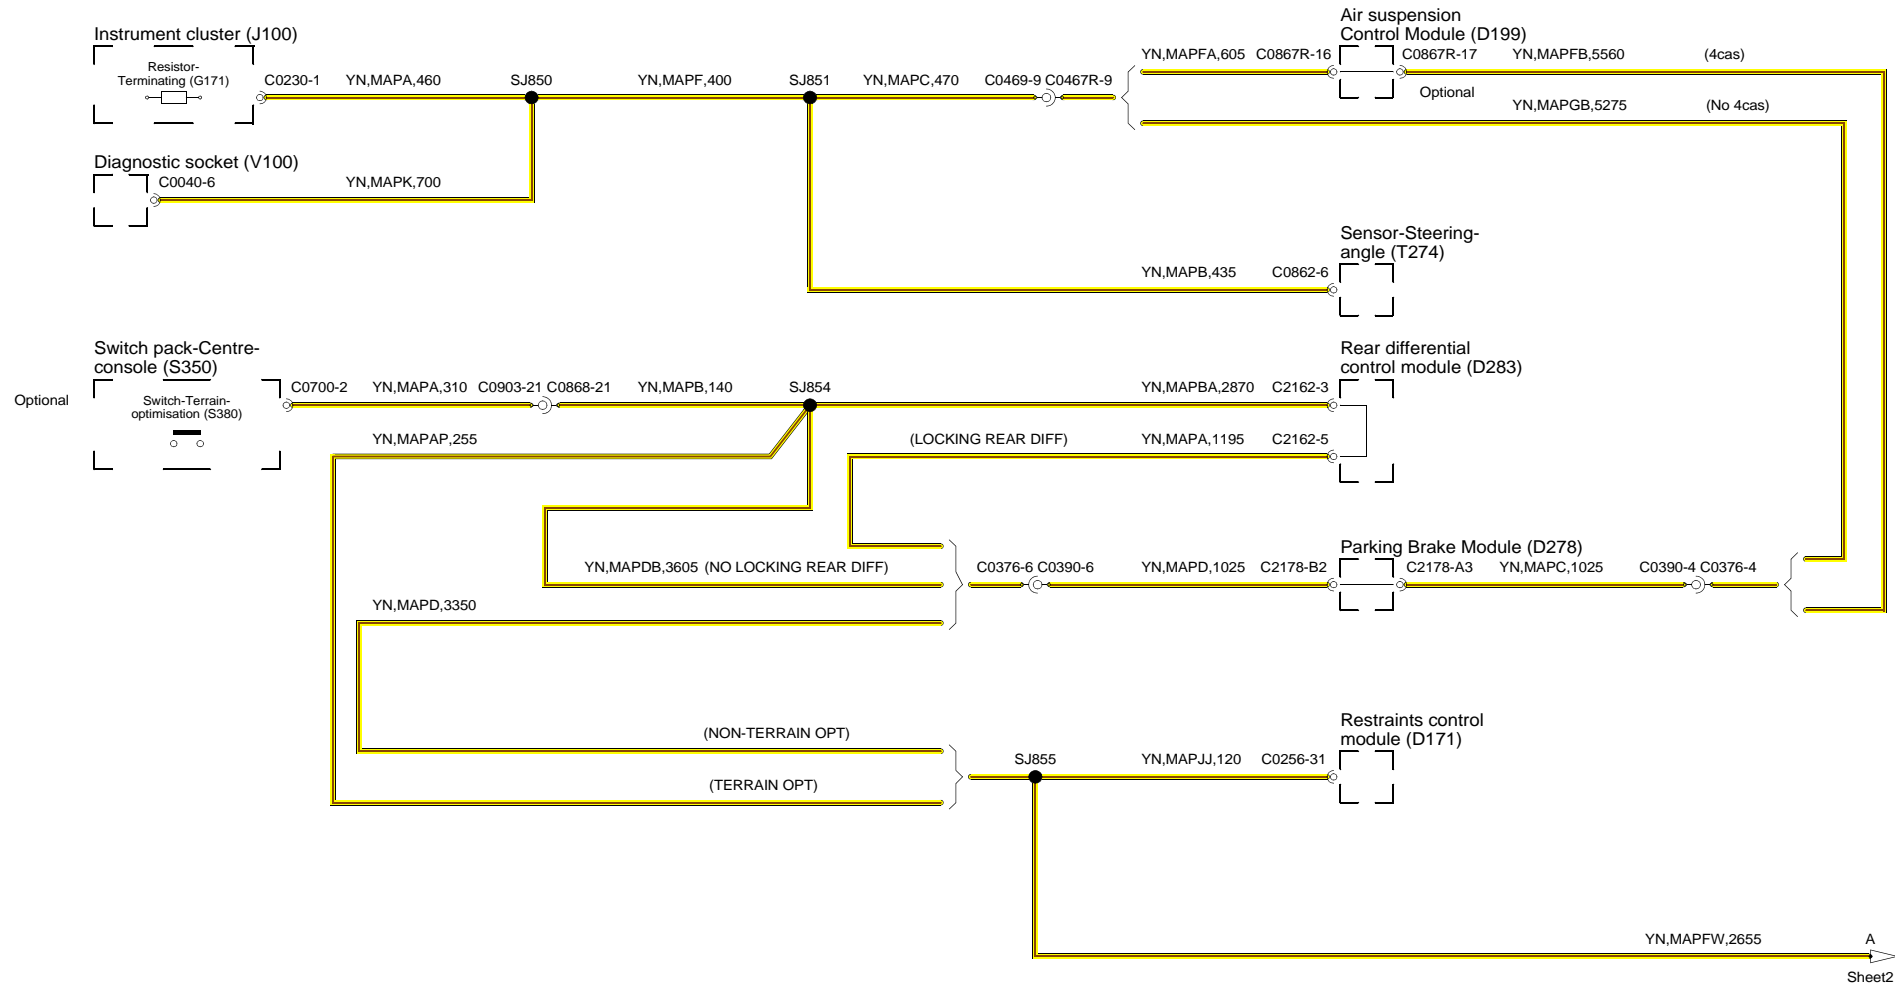 Instrument cluster (J100)
Resistor-
Terminating (G171)
C0230-1
YN,MAPA,460
SJ850
YN,MAPF,400
SJ851
YN,MAPC,470
C0469-9 C0467R-9
Air suspension
Control Module (D199)
YN,MAPFA,605
C0867R-16
C0867R-17
YN,MAPFB,5560
(4cas)
Optional
YN,MAPGB,5275
(No 4cas)
Diagnostic socket (V100)
C0040-6
YN,MAPK,700
Sensor-Steering-
angle (T274)
YN,MAPB,435
C0862-6
Optional
Switch pack-Centre-
console (S350)
Switch-Terrain-
optimisation (S380)
C0700-2
YN,MAPA,310
C0903-21 C0868-21
YN,MAPB,140
SJ854
Rear differential
control module (D283)
YN,MAPBA,2870
C2162-3
YN,MAPAP,255
(LOCKING REAR DIFF)
YN,MAPA,1195
C2162-5
YN,MAPDB,3605 (NO LOCKING REAR DIFF)
C0376-6 C0390-6
YN,MAPD,1025
C2178-B2
Parking Brake Module (D278)
C2178-A3
YN,MAPC,1025
C0390-4 C0376-4
YN,MAPD,3350
(NON-TERRAIN OPT)
(TERRAIN OPT)
SJ855
YN,MAPJJ,120
C0256-31
Restraints control
module (D171)
YN,MAPFW,2655
A
Sheet2